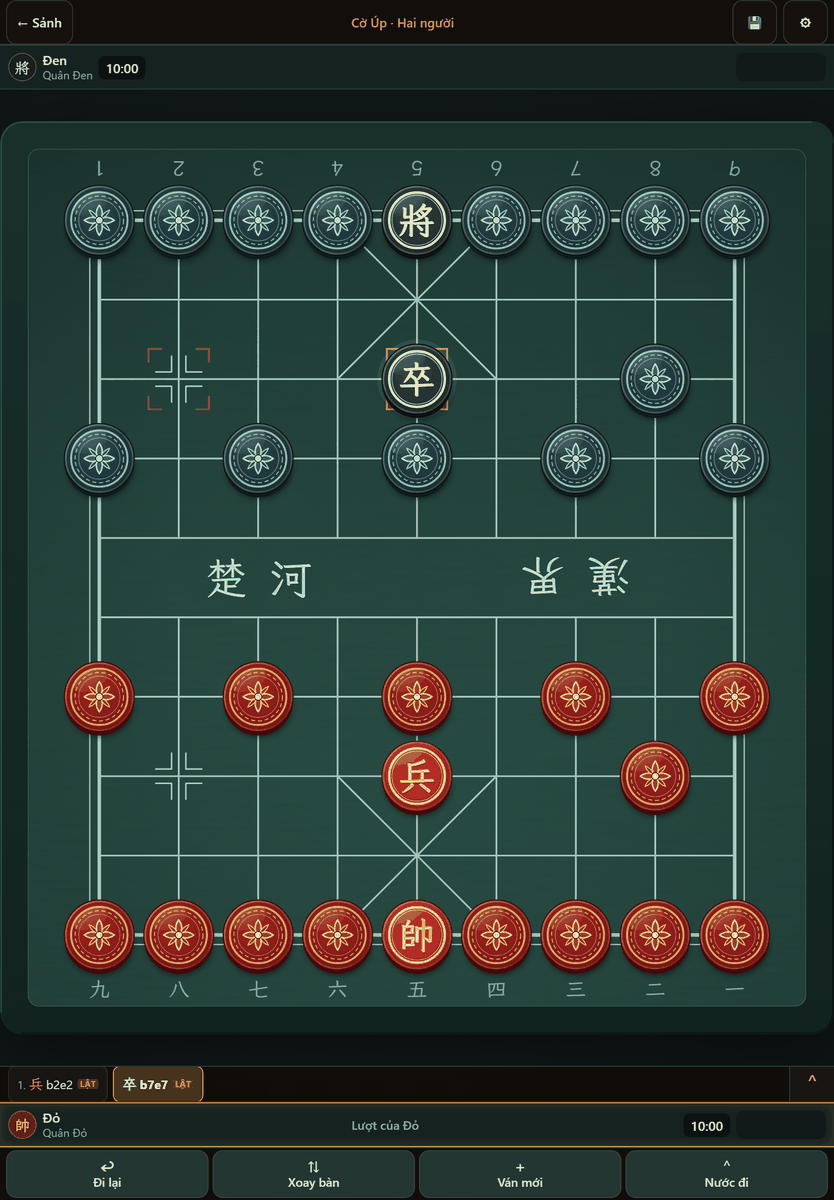 ← Sảnh
Cờ Úp · Hai người
將
Đen
Quân Đen
10:00
1 2 3 4 5 6 7 8 9
將
卒
楚河
漢界
兵
帥
九 八 七 六 五 四 三 二 一
1. 兵 b2e2 LẬT
卒 b7e7 LẬT
^
帥
Đỏ
Quân Đỏ
Lượt của Đỏ
10:00
Đi lại
Xoay bàn
+
Ván mới
^
Nước đi